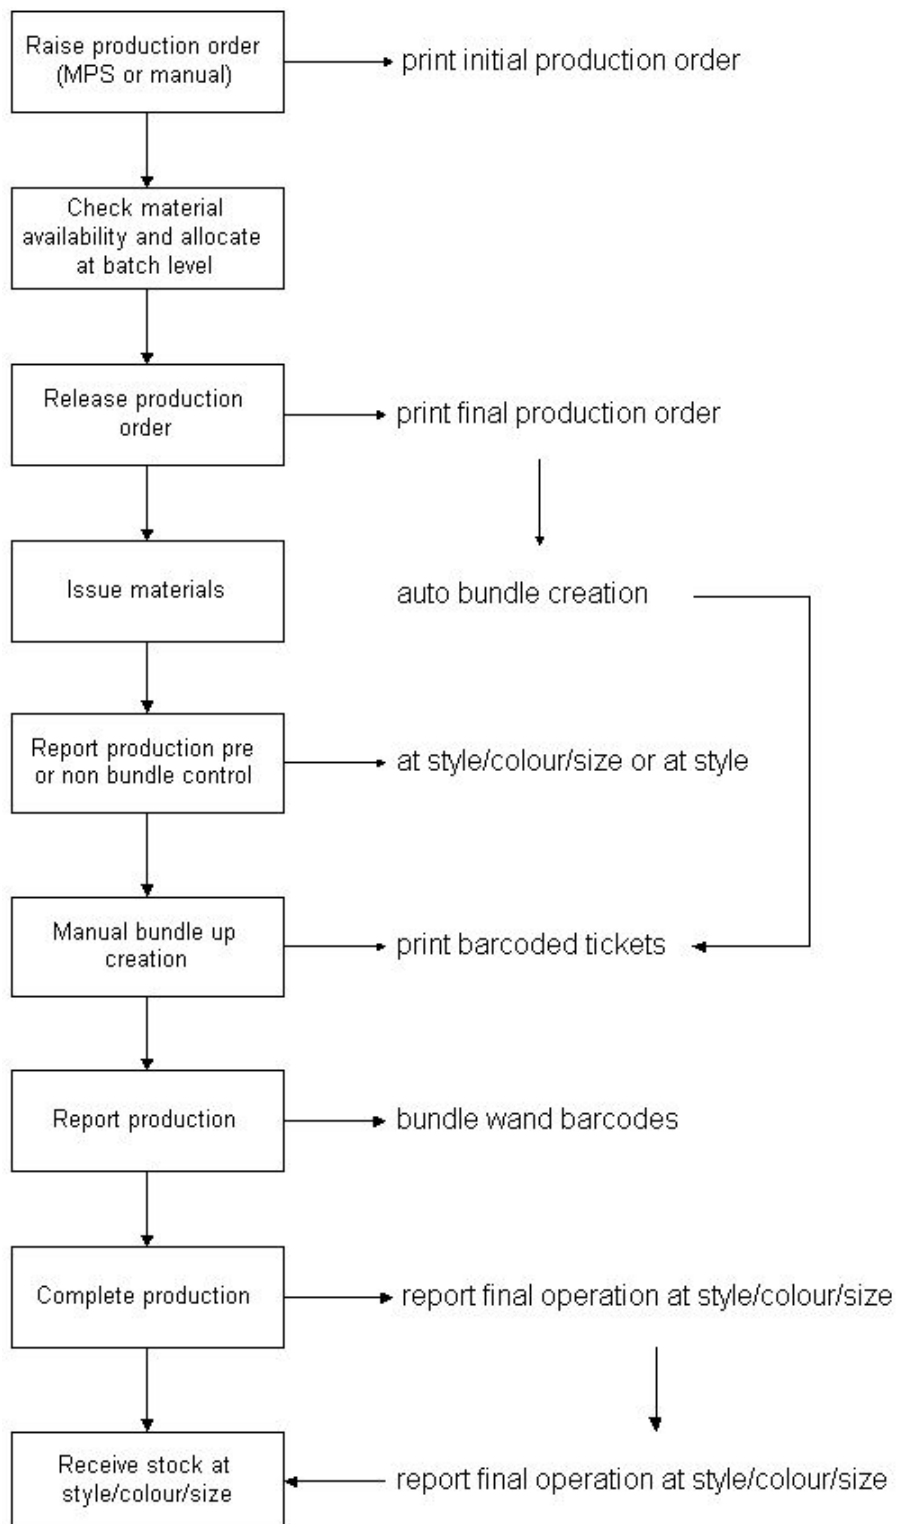 Raise production order
(MPS or manual)
print initial production order
Check material
availability and allocate
at batch level
Release production
order
print final production order
Issue materials
auto bundle creation
Report production pre
or non bundle control
at style/colour/size or at style
Manual bundle up
creation
print barcoded tickets
Report production
bundle wand barcodes
Complete production
report final operation at style/colour/size
Receive stock at
style/colour/size
report final operation at style/colour/size